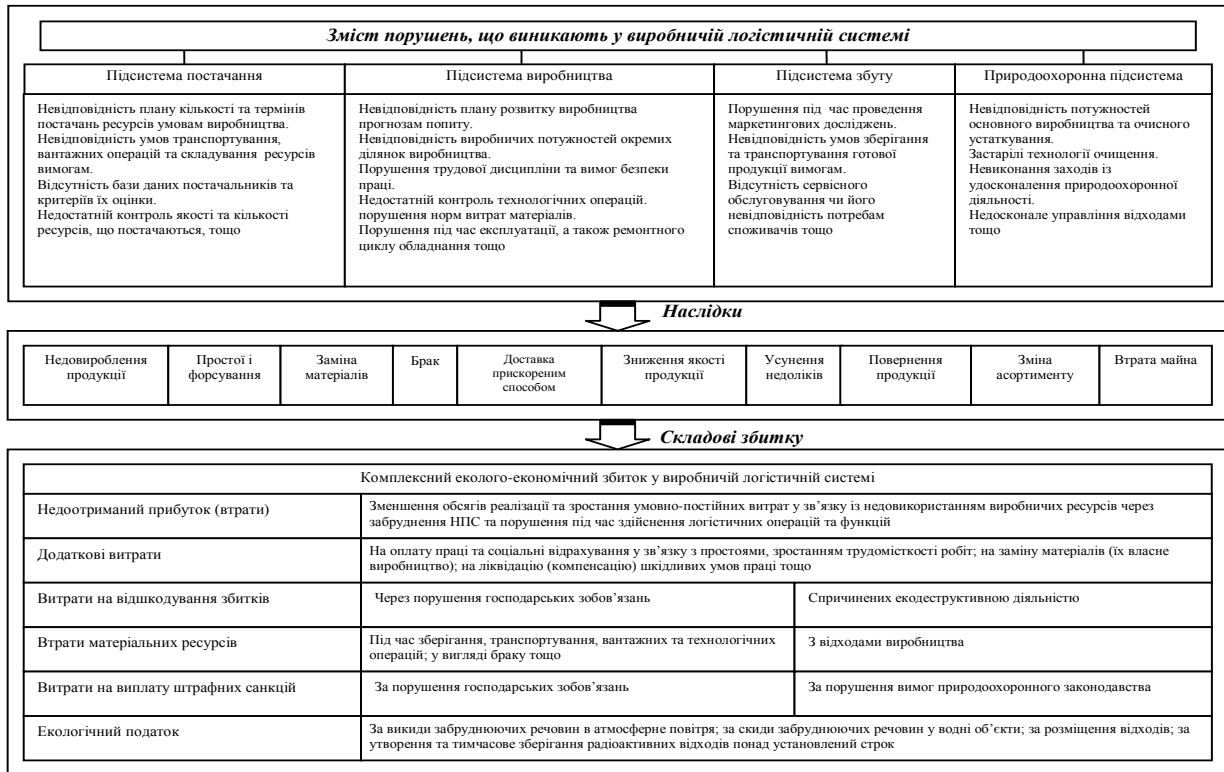 Зміст порушень, що виникають у виробничій логістичній системі
Підсистема постачання
Невідповідність плану кількості та термінів
постачань ресурсів умовам виробництва.
Невідповідність умов транспортування,
вантажних операцій та складування ресурсів
вимогам.
Відсутність бази даних постачальників та
критеріїв їх оцінки.
Недостатній контроль якості та кількості
ресурсів, що постачаються, тощо
Підсистема виробництва
Невідповідність плану розвитку виробництва
прогнозам попиту.
Невідповідність виробничих потужностей окремих
ділянок виробництва.
Порушення трудової дисципліни та вимог безпеки
праці.
Недостатній контроль технологічних операцій.
порушення норм витрат матеріалів.
Порушення під час експлуатації, а також ремонтного
циклу обладнання тощо
Підсистема збуту
Порушення під час проведення
маркетингових досліджень.
Невідповідність умов зберігання
та транспортування готової
продукції вимогам.
Відсутність сервісного
обслуговування чи його
невідповідність потребам
споживачів тощо
Природоохоронна підсистема
Невідповідність потужностей
основного виробництва та очисного
устаткування.
Застарілі технології очищення.
Невиконання заходів із
удосконалення природоохоронної
діяльності.
Недосконале управління відходами
тощо
Наслідки
Недовироблення
продукції
Простої і
форсування
Заміна
матеріалів
Брак
Доставка
прискореним
способом
Зниження якості
продукції
Усунення
недоліків
Повернення
продукції
Зміна
асортименту
Втрата майна
Складові збитку
Комплексний еколого-економічний збиток у виробничій логістичній системі
Недоотриманий прибуток (втрати)
Зменшення обсягів реалізації та зростання умовно-постійних витрат у зв’язку із недовикористанням виробничих ресурсів через
забруднення НПС та порушення під час здійснення логістичних операцій та функцій
Додаткові витрати
На оплату праці та соціальні відрахування у зв’язку з простоями, зростанням трудомісткості робіт; на заміну матеріалів (їх власне
виробництво); на ліквідацію (компенсацію) шкідливих умов праці тощо
Витрати на відшкодування збитків
Через порушення господарських зобов’язань
Спричинених екодеструктивною діяльністю
Втрати матеріальних ресурсів
Під час зберігання, транспортування, вантажних та технологічних
операцій; у вигляді браку тощо
З відходами виробництва
Витрати на виплату штрафних санкцій
За порушення господарських зобов’язань
За порушення вимог природоохоронного законодавства
Екологічний податок
За викиди забруднюючих речовин в атмосферне повітря; за скиди забруднюючих речовин у водні об’єкти; за розміщення відходів; за
утворення та тимчасове зберігання радіоактивних відходів понад установлений строк